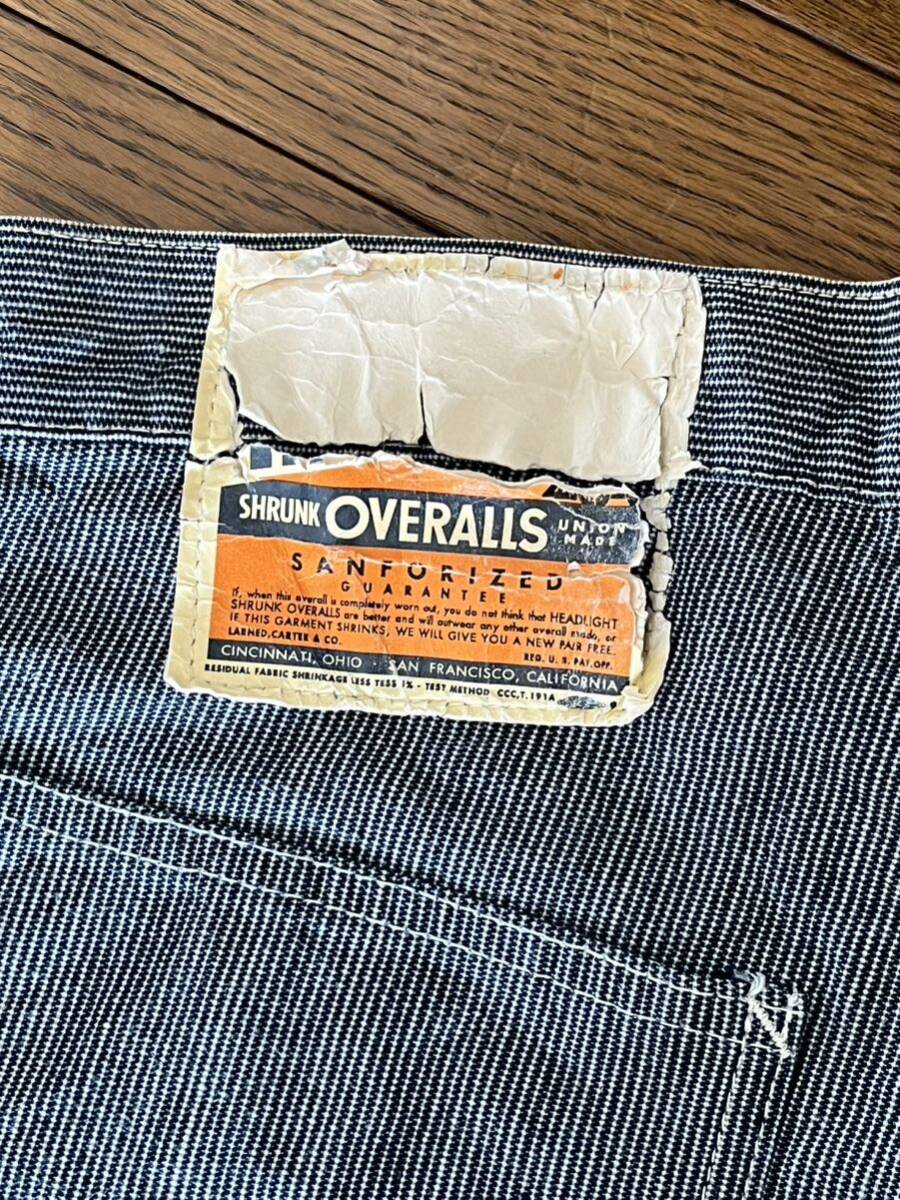 SHRUNK OVERALLS UNION MADE
SANFORIZED
GUARANTEE
If, when this overall is completely worn out, you do not think that HEADLIGHT
SHRUNK OVERALLS are better and will outwear any other overall made, or
IF THIS GARMENT SHRINKS, WE WILL GIVE YOU A NEW PAIR FREE.
LARNED, CARTER & CO. REG. U. S. PAT. OFF.
CINCINNATI, OHIO · SAN FRANCISCO, CALIFORNIA
RESIDUAL FABRIC SHRINKAGE LESS TESS 1% - TEST METHOD CCC,T. 191A